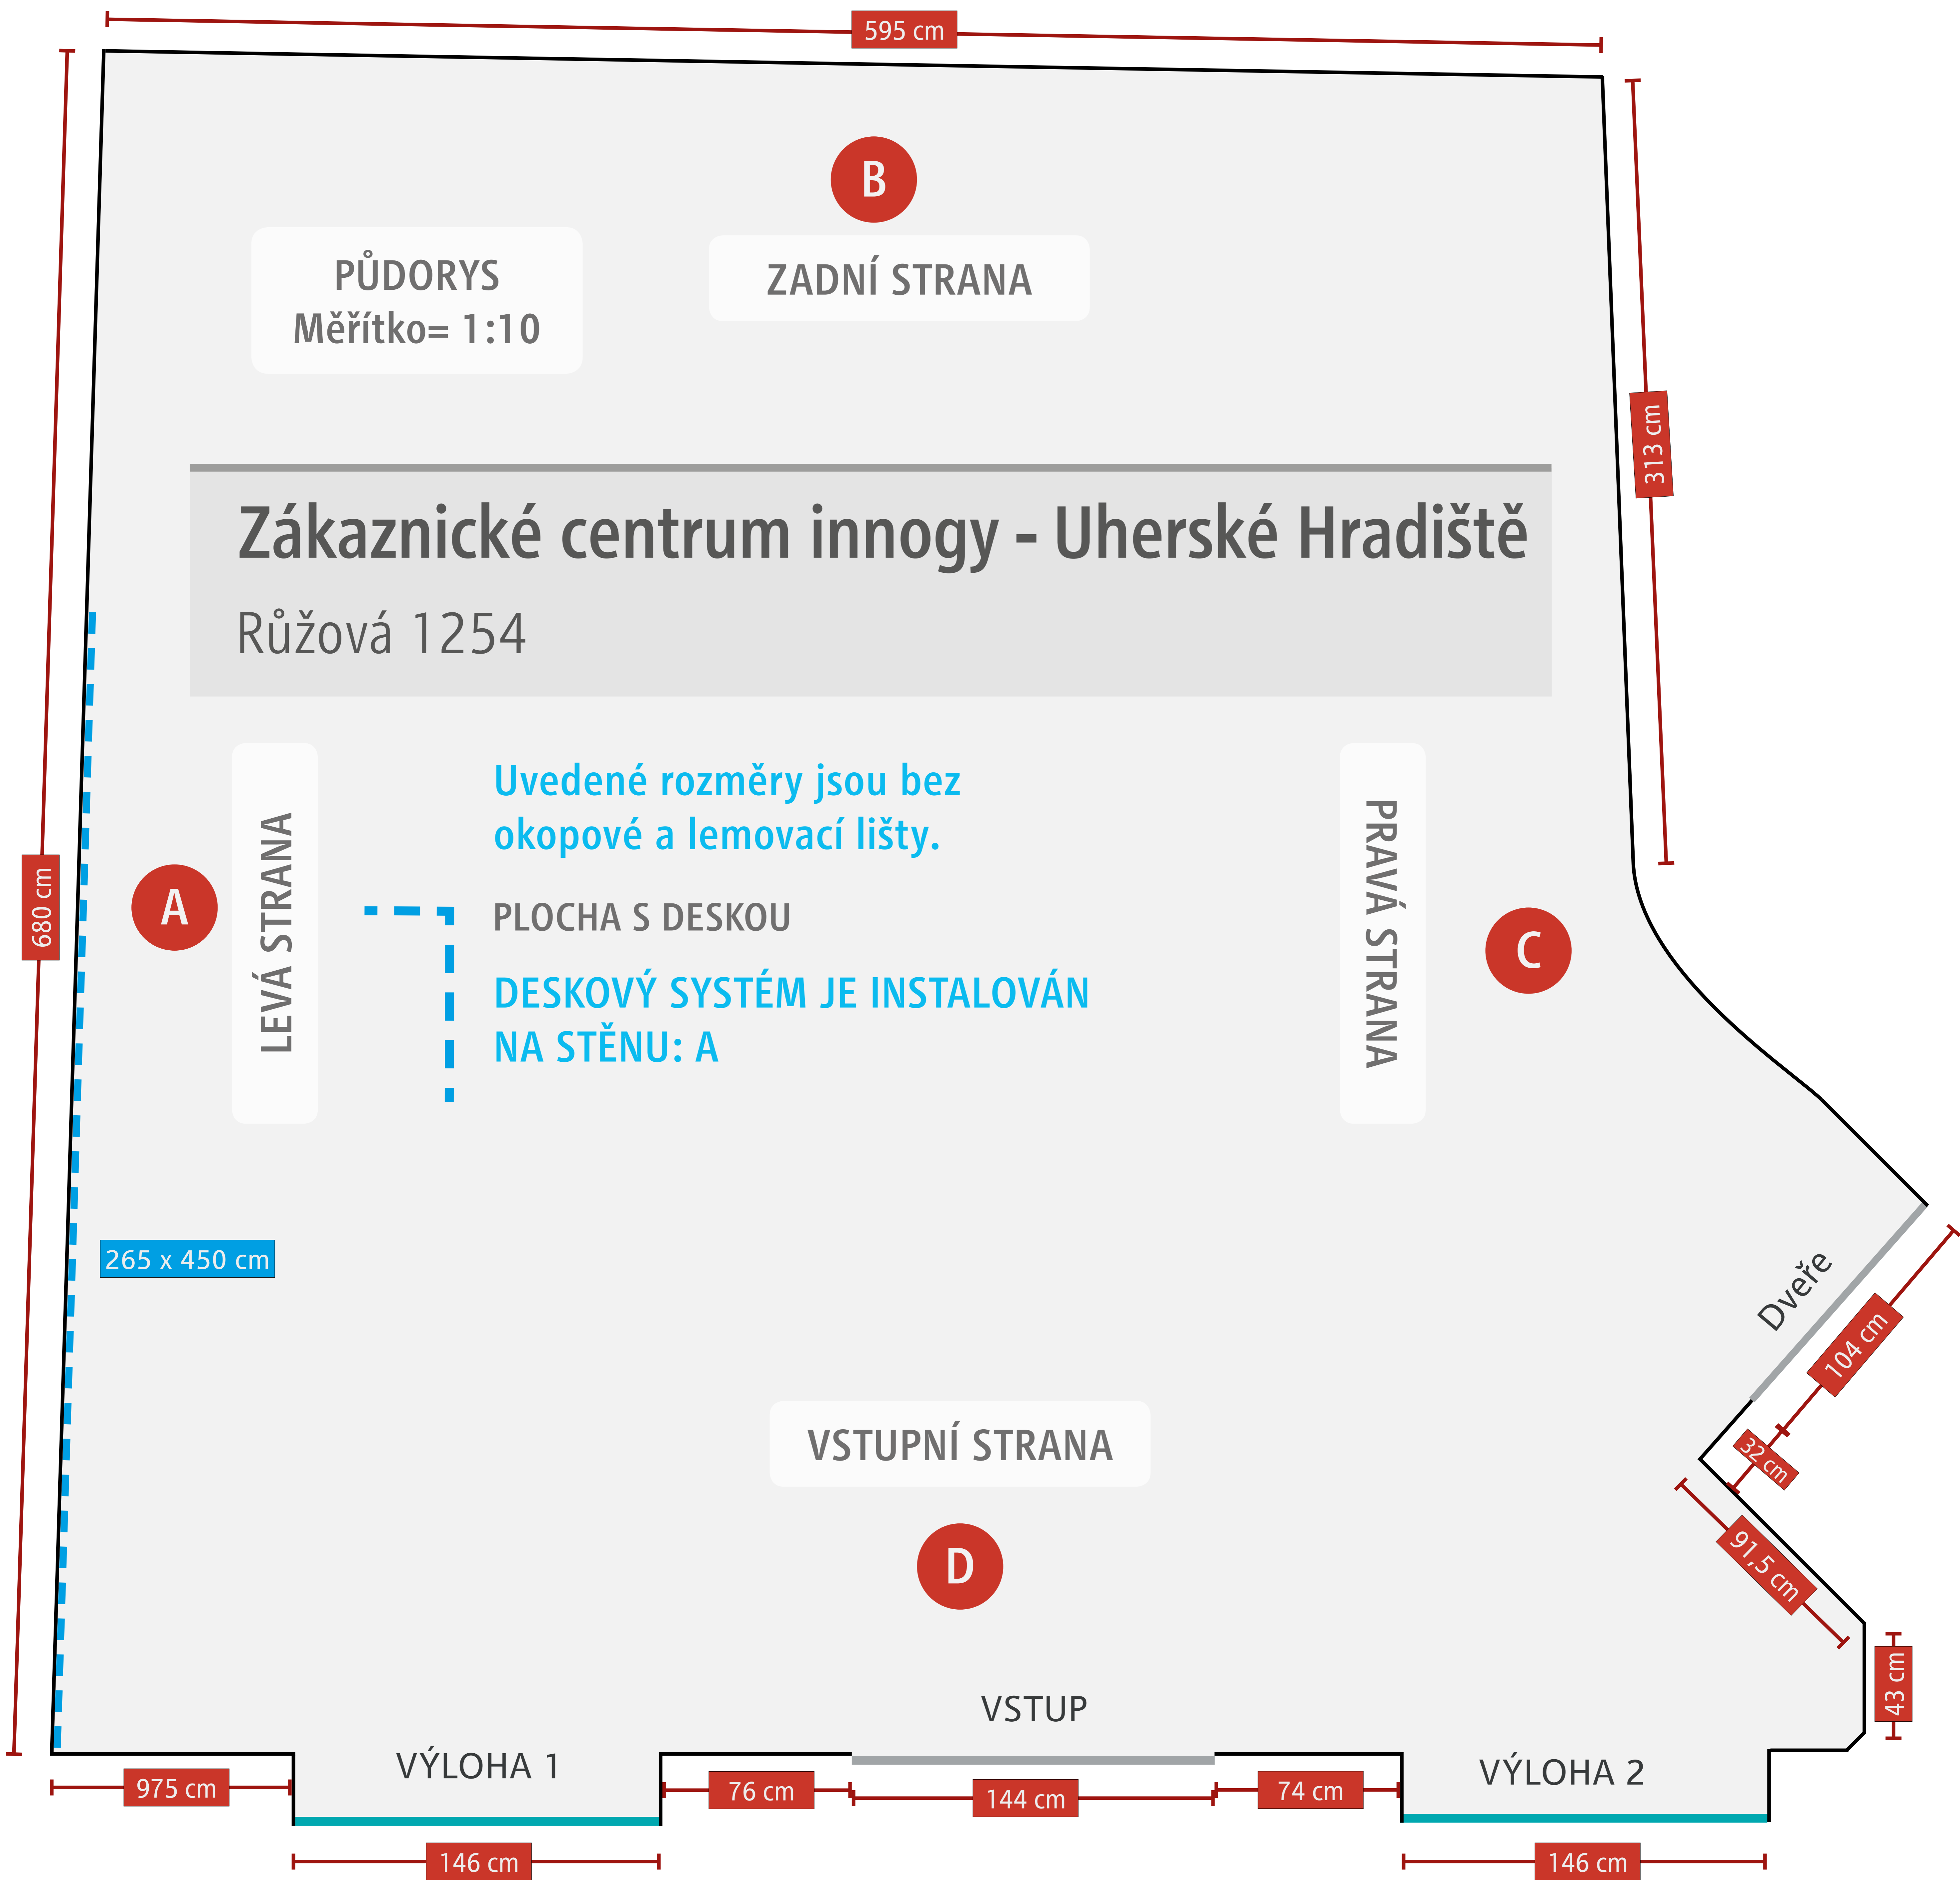 595 cm
B
PŮDORYS
Měřítko= 1:10
ZADNÍ STRANA
313 cm
Zákaznické centrum innogy - Uherské Hradiště
Růžová 1254
680 cm
A
LEVÁ STRANA
Uvedené rozměry jsou bez
okopové a lemovací lišty.
PLOCHA S DESKOU
DESKOVÝ SYSTÉM JE INSTALOVÁN
NA STĚNU: A
PRAVÁ STRANA
C
265 x 450 cm
Dveře
104 cm
32 cm
91,5 cm
43 cm
VSTUPNÍ STRANA
D
VSTUP
VÝLOHA 1
VÝLOHA 2
975 cm
76 cm
144 cm
74 cm
146 cm
146 cm